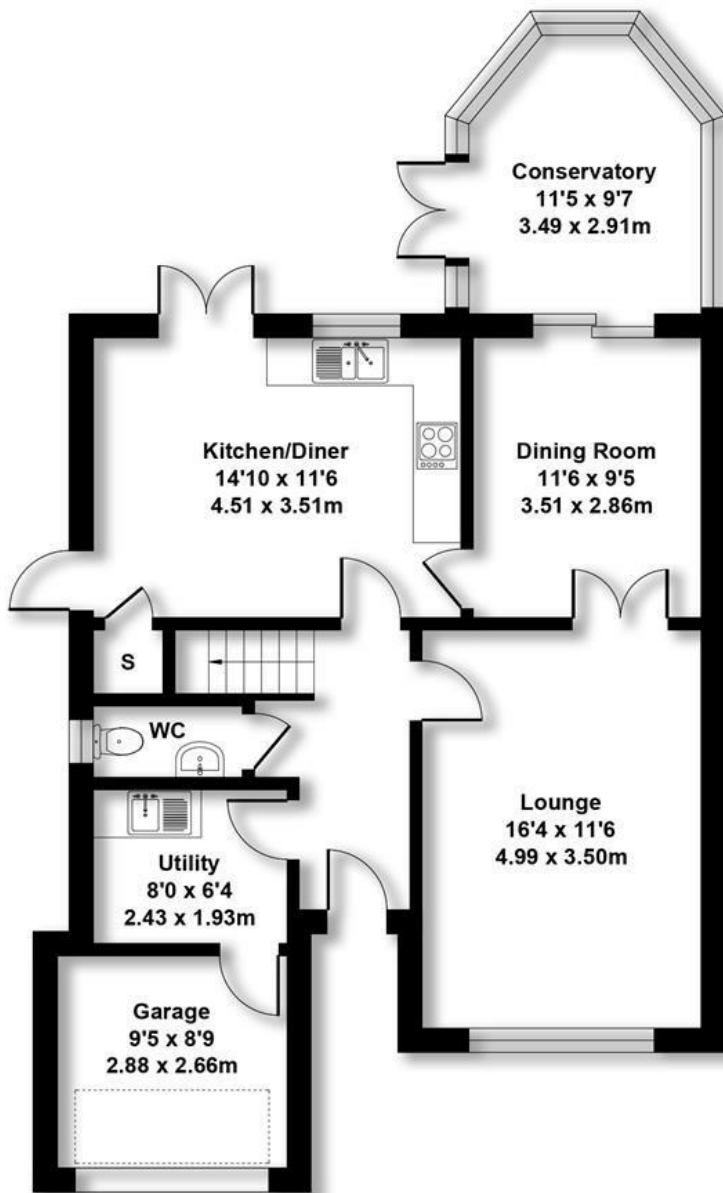 Conservatory
11'5 x 9'7
3.49 x 2.91m
Kitchen/Diner
14'10 x 11'6
4.51 x 3.51m
Dining Room
11'6 x 9'5
3.51 x 2.86m
S
WC
Lounge
16'4 x 11'6
4.99 x 3.50m
Utility
8'0 x 6'4
2.43 x 1.93m
Garage
9'5 x 8'9
2.88 x 2.66m